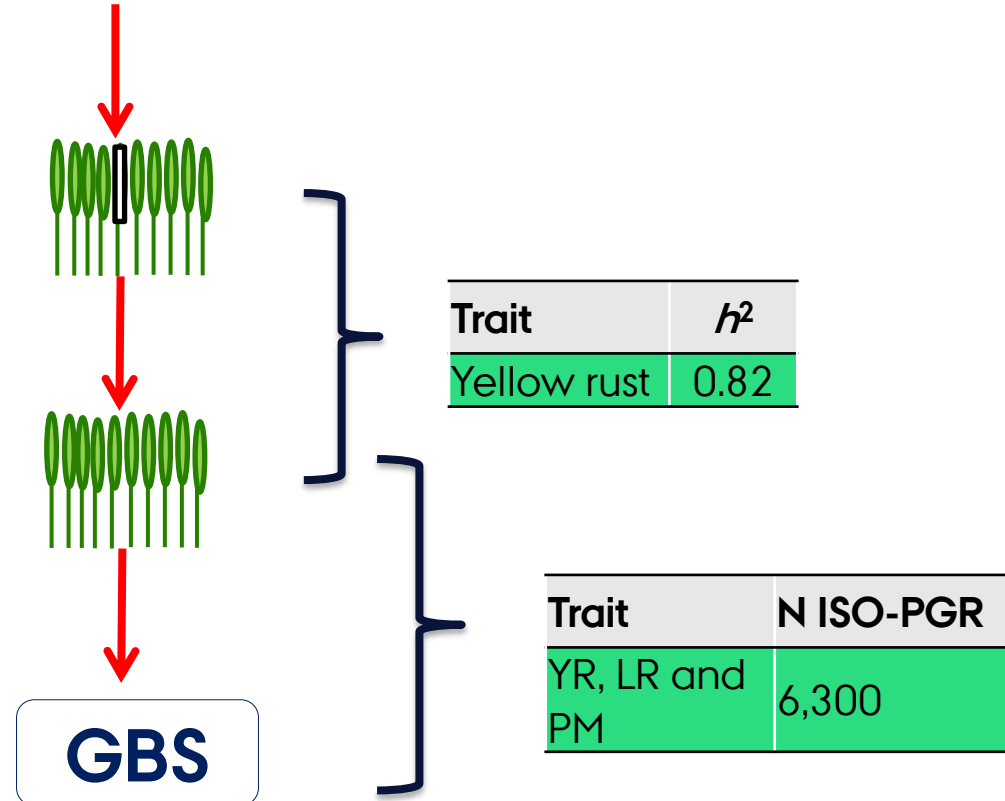 Trait h²
Yellow rust 0.82
Trait N ISO-PGR
YR, LR and
PM
6,300
GBS